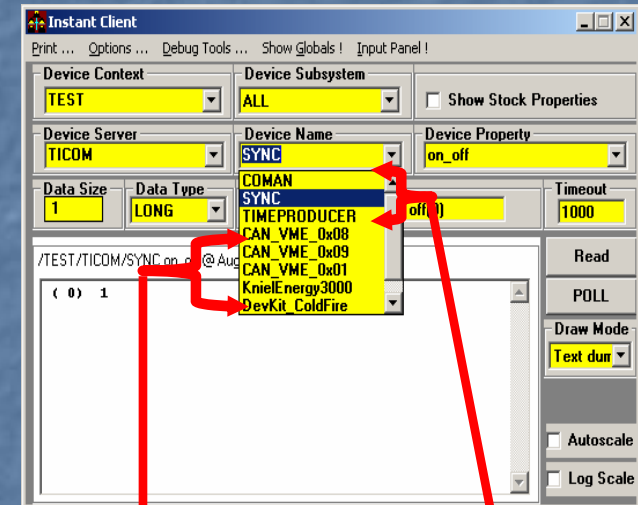 Instant Client
Print ... Options ... Debug Tools ... Show Globals ! Input Panel !
Device Context Device Subsystem
TEST ALL Show Stock Properties
Device Server Device Name Device Property
TICOM SYNC on_off
Data Size Data Type Timeout
1 LONG 1000
COMAN
SYNC
TIMEPRODUCER
CAN_VME_0x08
CAN_VME_0x09
CAN_VME_0x01
KnielEnergy3000
DevKit_ColdFire
/TEST/TICOM/SYNC @ Aug
( 0) 1
Read
POLL
Draw Mode
Text dum
Autoscale
Log Scale